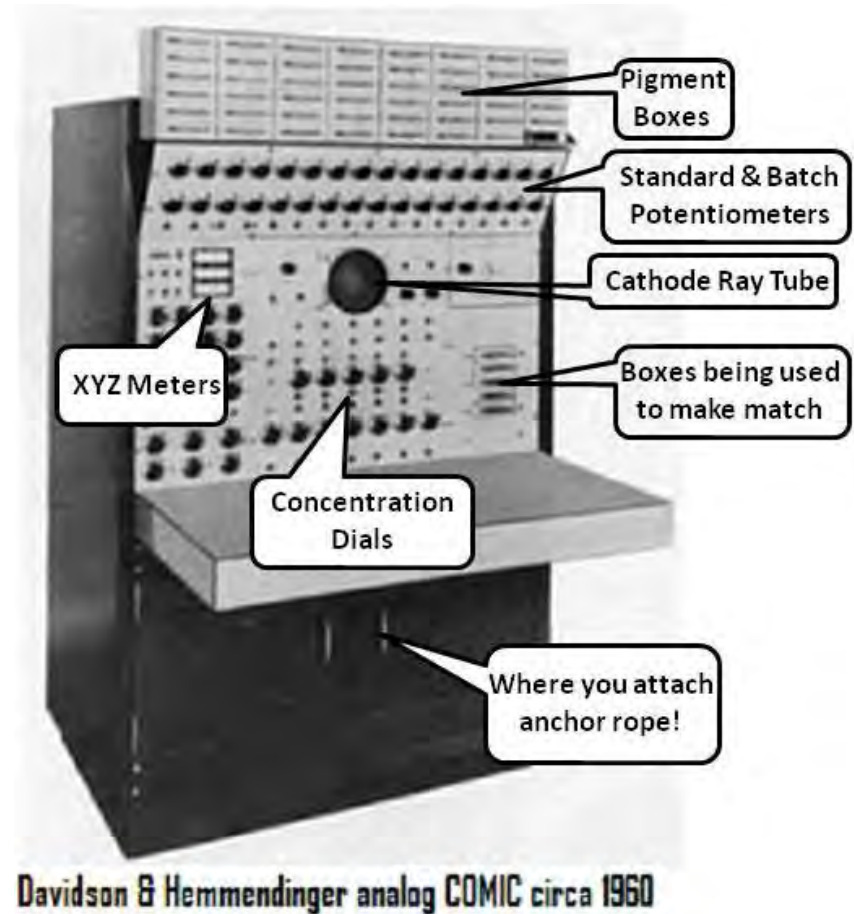 Pigment
Boxes
Standard & Batch
Potentiometers
Cathode Ray Tube
XYZ Meters
Boxes being used
to make match
Concentration
Dials
Where you attach
anchor rope!
Davidson & Hemmendinger analog COMIC circa 1960